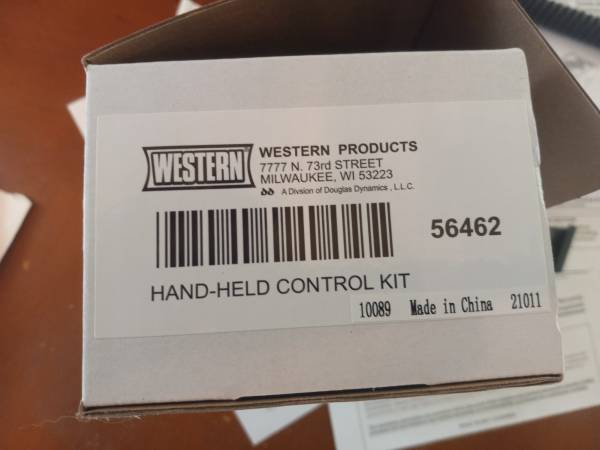 WESTERN
WESTERN PRODUCTS
7777 N. 73rd STREET
MILWAUKEE, WI 53223
A Division of Douglas Dynamics , L.L.C.
56462
HAND-HELD CONTROL KIT
10089 Made in China 21011